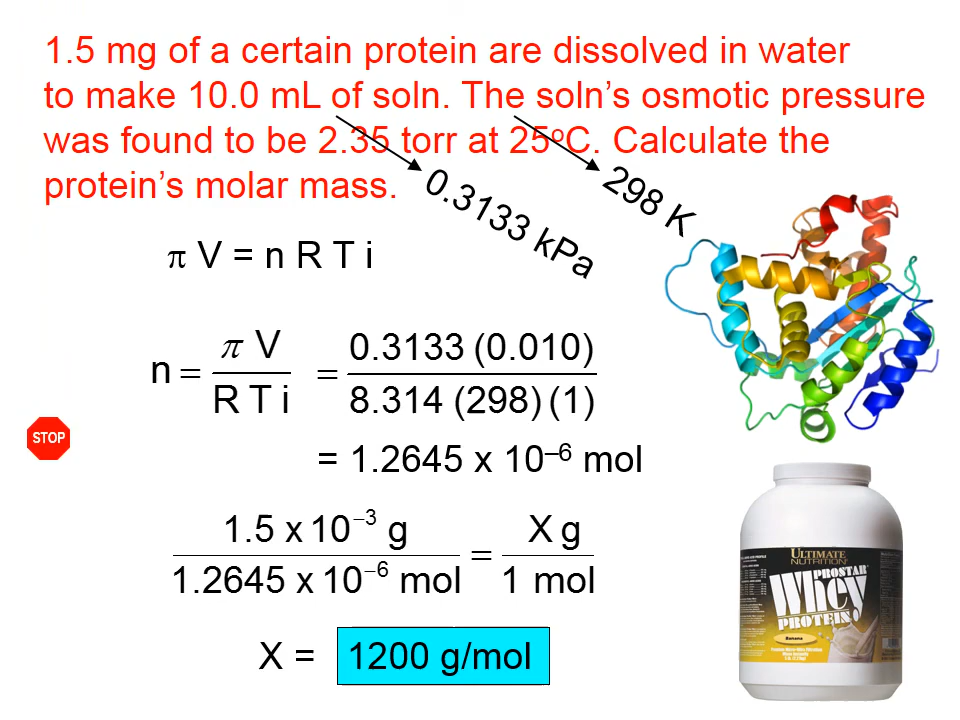 1.5 mg of a certain protein are dissolved in water
to make 10.0 mL of soln. The soln’s osmotic pressure
was found to be 2.35 torr at 25°C. Calculate the
protein’s molar mass.
0.3133 kPa
298 K
π V = n R T i
n = π V / R T i = 0.3133 (0.010) / 8.314 (298) (1)
= 1.2645 x 10⁻⁶ mol
STOP
1.5 x 10⁻³ g / 1.2645 x 10⁻⁶ mol = X g / 1 mol
X = 1200 g/mol
ULTIMATE
NUTRITION
PROSTAR
Whey
PROTEIN
Banana